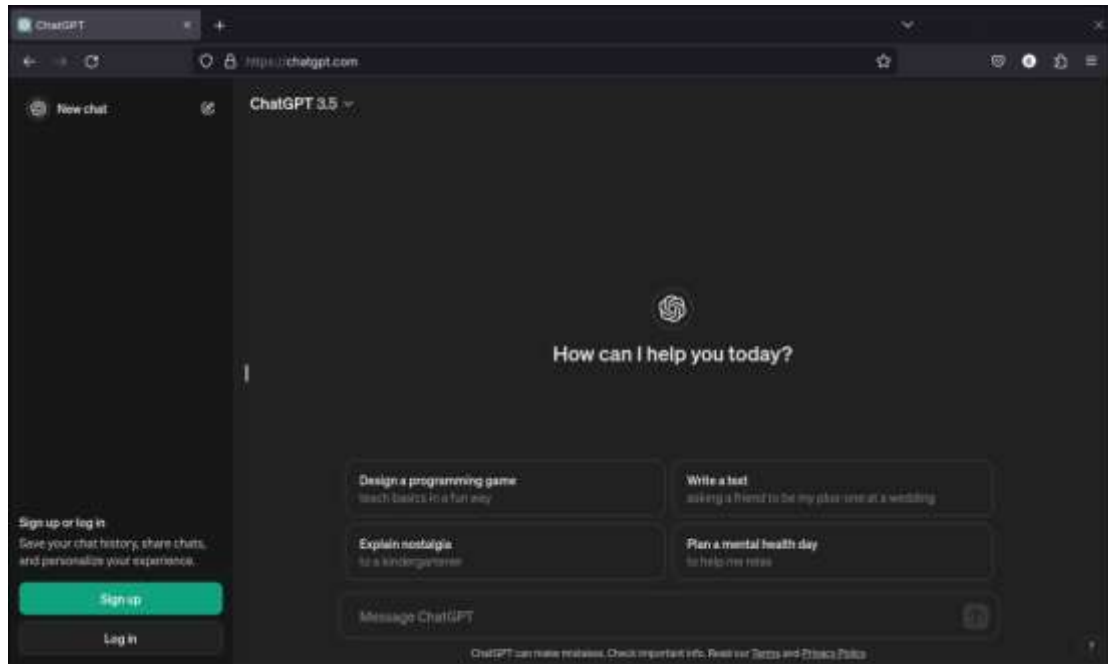 ChatGPT
https://chatgpt.com
New chat
ChatGPT 3.5
How can I help you today?
Design a programming game
teach basics in a fun way
Write a text
asking a friend to be my plus-one at a wedding
Explain nostalgia
to a kindergartener
Plan a mental health day
to help me relax
Sign up or log in
Save your chat history, share chats,
and personalize your experience.
Sign up
Log in
Message ChatGPT
ChatGPT can make mistakes. Check important info. Read our Terms and Privacy Policy.
?